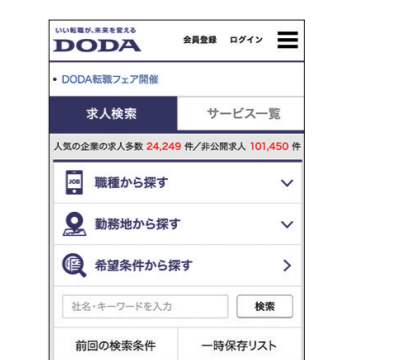 いい転職が、未来を変える
DODA
会員登録 ログイン
• DODA転職フェア開催
求人検索 サービス一覧
人気の企業の求人多数 24,249 件/非公開求人 101,450 件
JOB 職種から探す
勤務地から探す
希望条件から探す
社名・キーワードを入力 検索
前回の検索条件 一時保存リスト